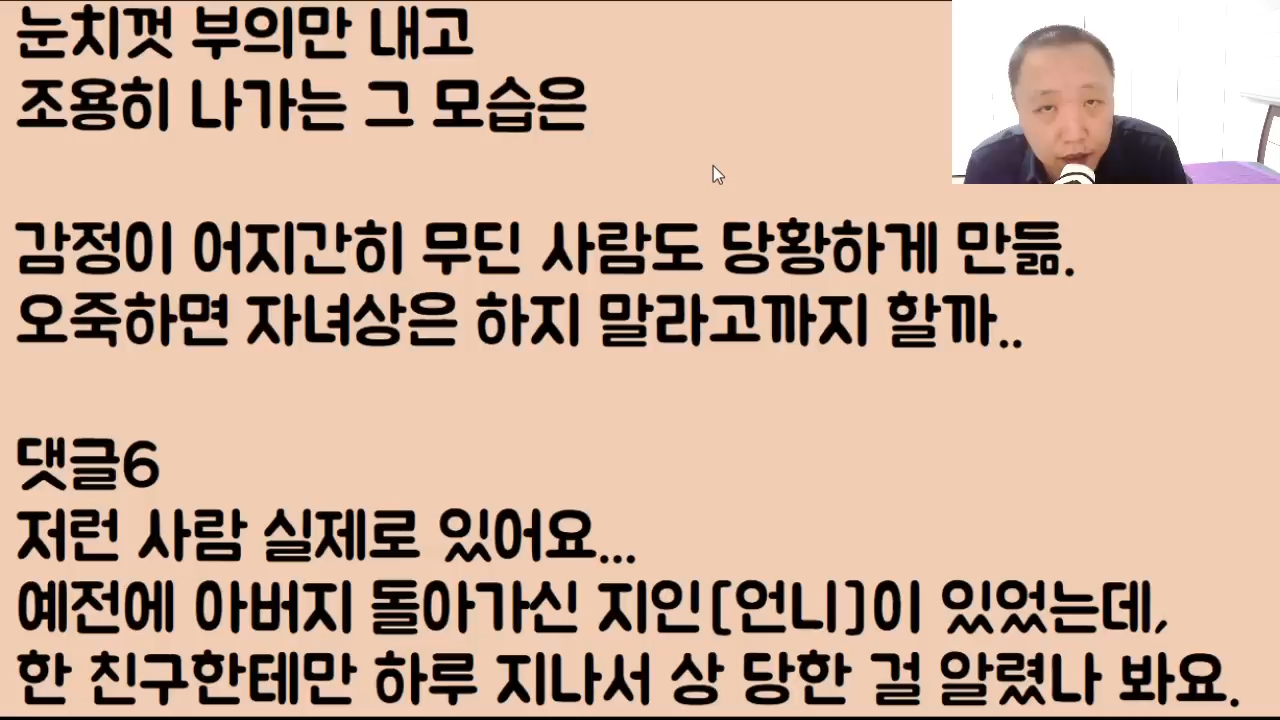 눈치껏 부의만 내고
조용히 나가는 그 모습은
감정이 어지간히 무딘 사람도 당황하게 만듦.
오죽하면 자녀상은 하지 말라고까지 할까..
댓글6
저런 사람 실제로 있어요...
예전에 아버지 돌아가신 지인[언니]이 있었는데,
한 친구한테만 하루 지나서 상 당한 걸 알렸나 봐요.